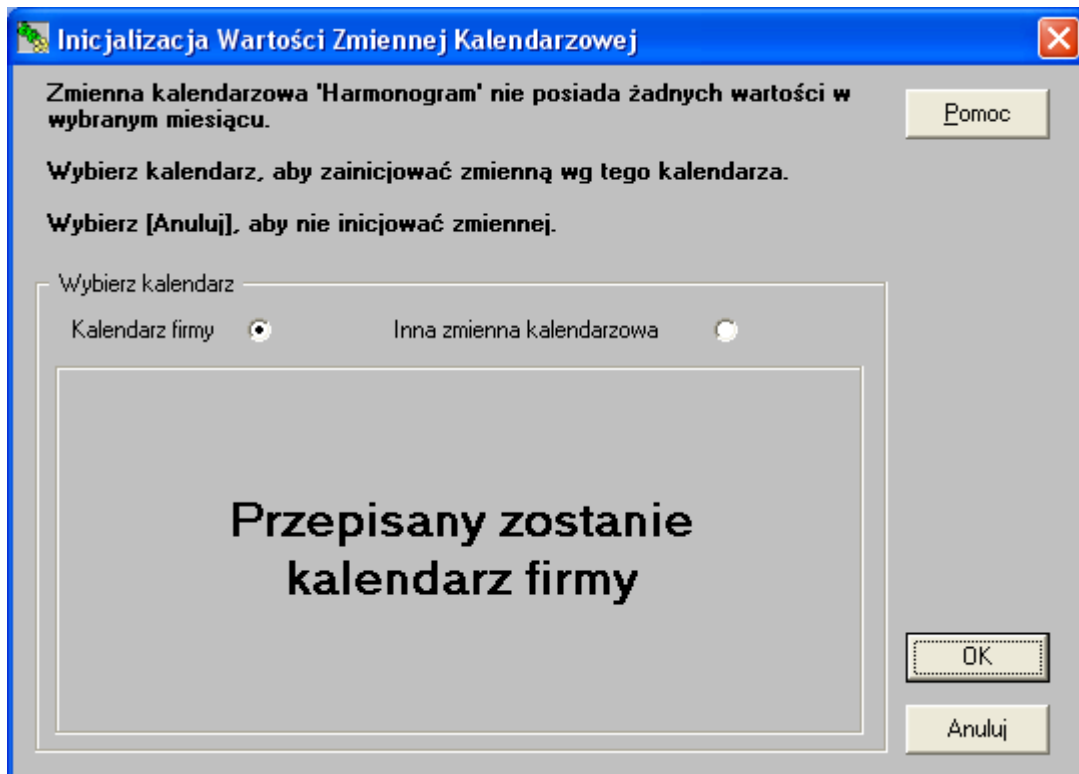 Inicjalizacja Wartości Zmiennej Kalendarzowej
Zmienna kalendarzowa 'Harmonogram' nie posiada żadnych wartości w
wybranym miesiącu.
Pomoc
Wybierz kalendarz, aby zainicjować zmienną wg tego kalendarza.
Wybierz [Anuluj], aby nie inicjować zmiennej.
Wybierz kalendarz
Kalendarz firmy Inna zmienna kalendarzowa
Przepisany zostanie
kalendarz firmy
OK
Anuluj